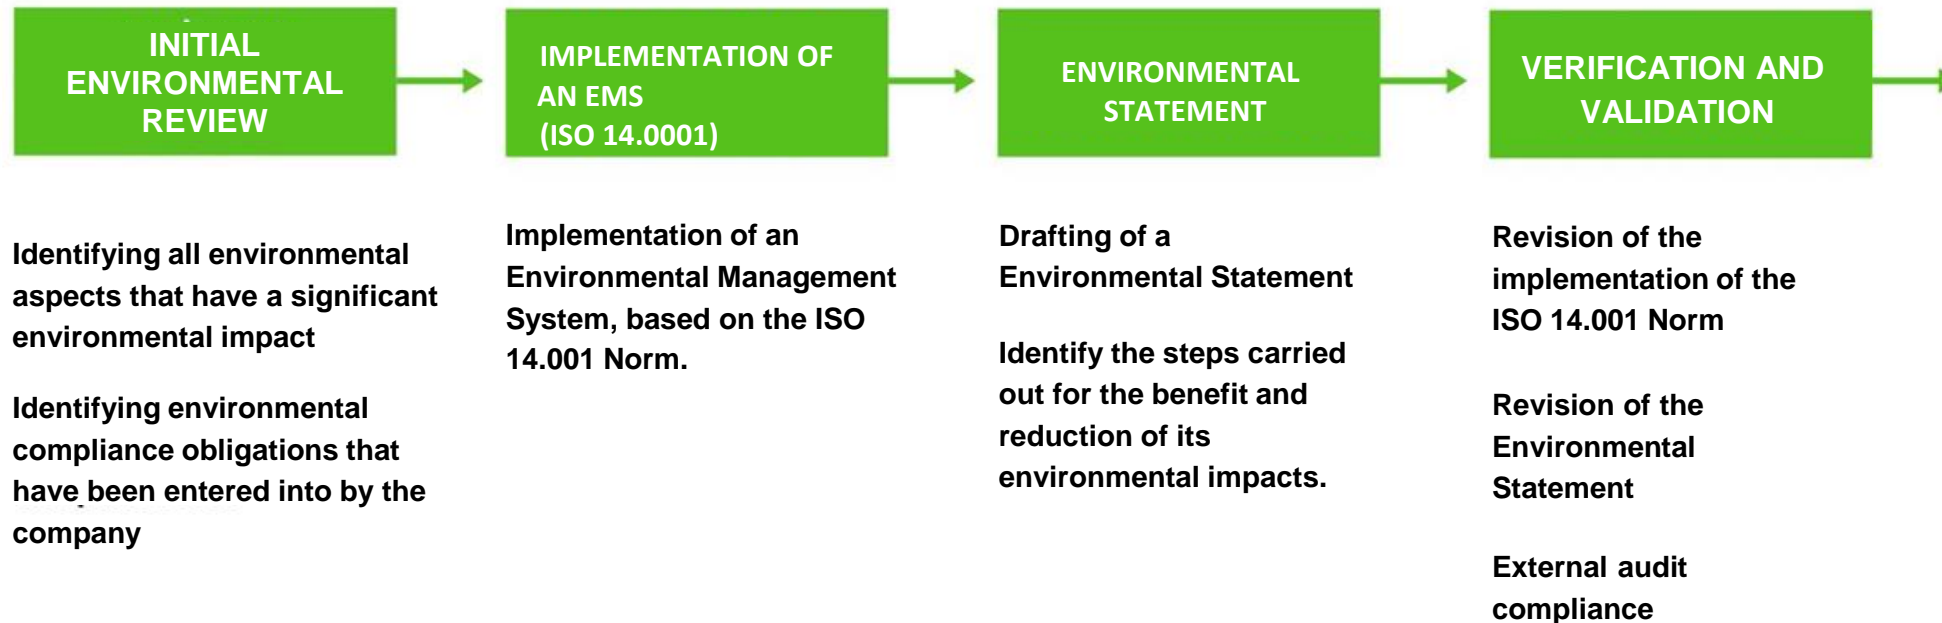 INITIAL
ENVIRONMENTAL
REVIEW
IMPLEMENTATION OF
AN EMS
(ISO 14.0001)
ENVIRONMENTAL
STATEMENT
VERIFICATION AND
VALIDATION
Identifying all environmental
aspects that have a significant
environmental impact
Identifying environmental
compliance obligations that
have been entered into by the
company
Implementation of an
Environmental Management
System, based on the ISO
14.001 Norm.
Drafting of a
Environmental Statement
Identify the steps carried
out for the benefit and
reduction of its
environmental impacts.
Revision of the
implementation of the
ISO 14.001 Norm
Revision of the
Environmental
Statement
External audit
compliance